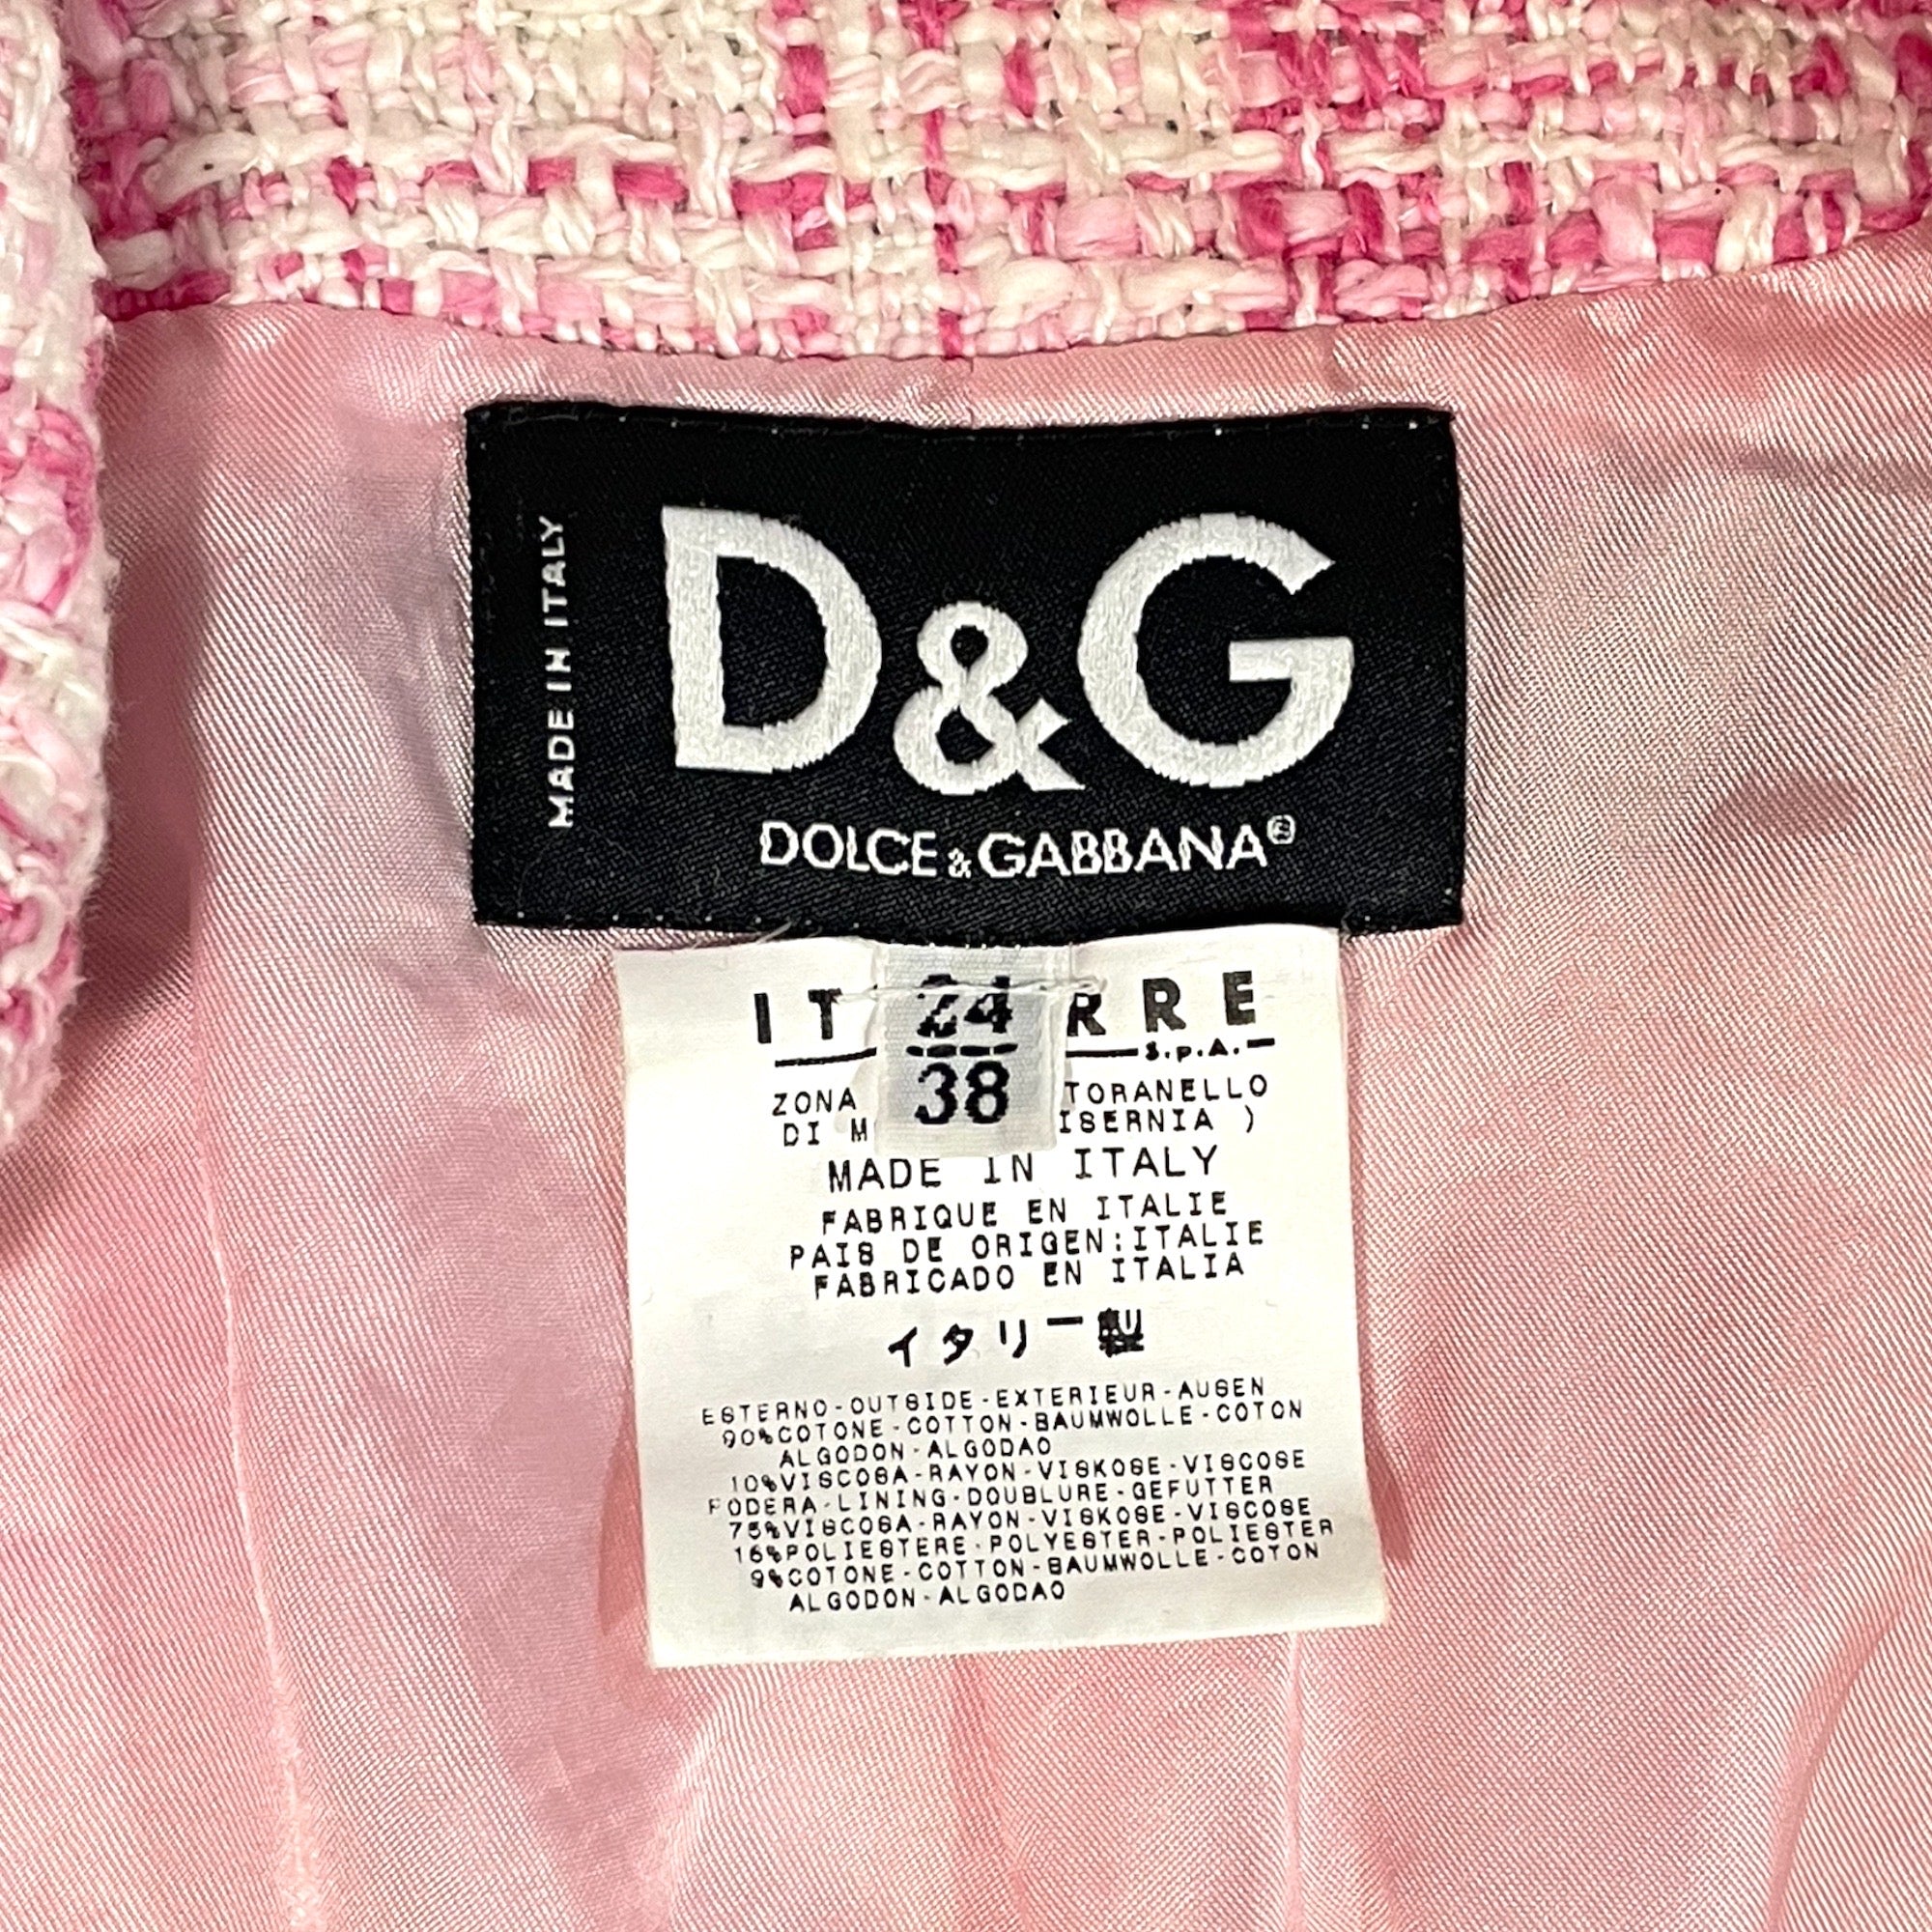 MADE IN ITALY
D&G
DOLCE & GABBANA®
24
38
RRE
S.p.A.
ZONA
TORANELLO
DI
ISERNIA )
MADE IN ITALY
FABRIQUE EN ITALIE
PAIS DE ORIGEN:ITALIE
FABRICADO EN ITALIA
イタリー製
ESTERNO-OUTSIDE-EXTERIEUR-AUSEN
90%COTONE-COTTON-BAUMWOLLE-COTON
ALGODON-ALGODAO
10%VISCOSA-RAYON-VISKOSE-VISCOSE
FODERA-LINING-DOUBLURE-GEFUTTER
75%VISCOSA-RAYON-VISKOSE-VISCOSE
16%POLIESTERE-POLYESTER-POLIESTER
9%COTONE-COTTON-BAUMWOLLE-COTON
ALGODON-ALGODAO